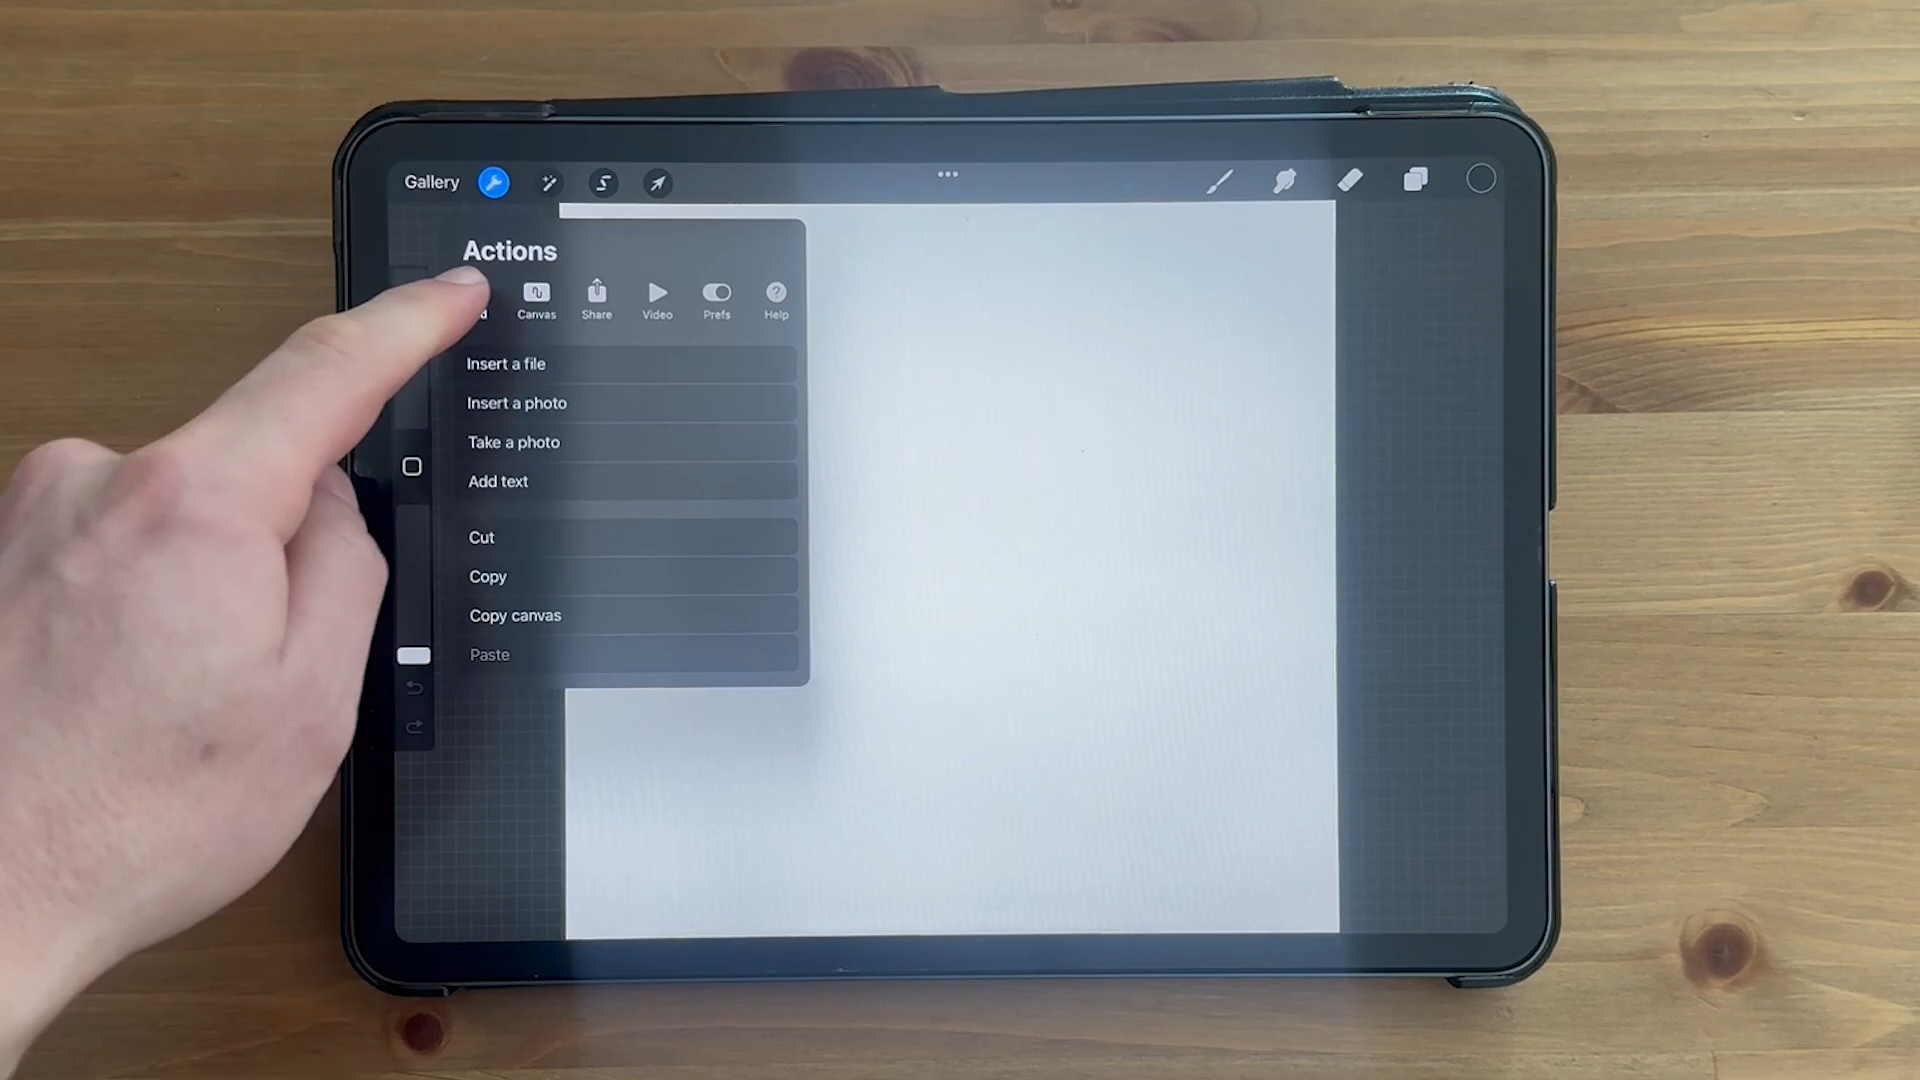 Gallery
Actions
Canvas
Share
Video
Prefs
Help
Insert a file
Insert a photo
Take a photo
Add text
Cut
Copy
Copy canvas
Paste